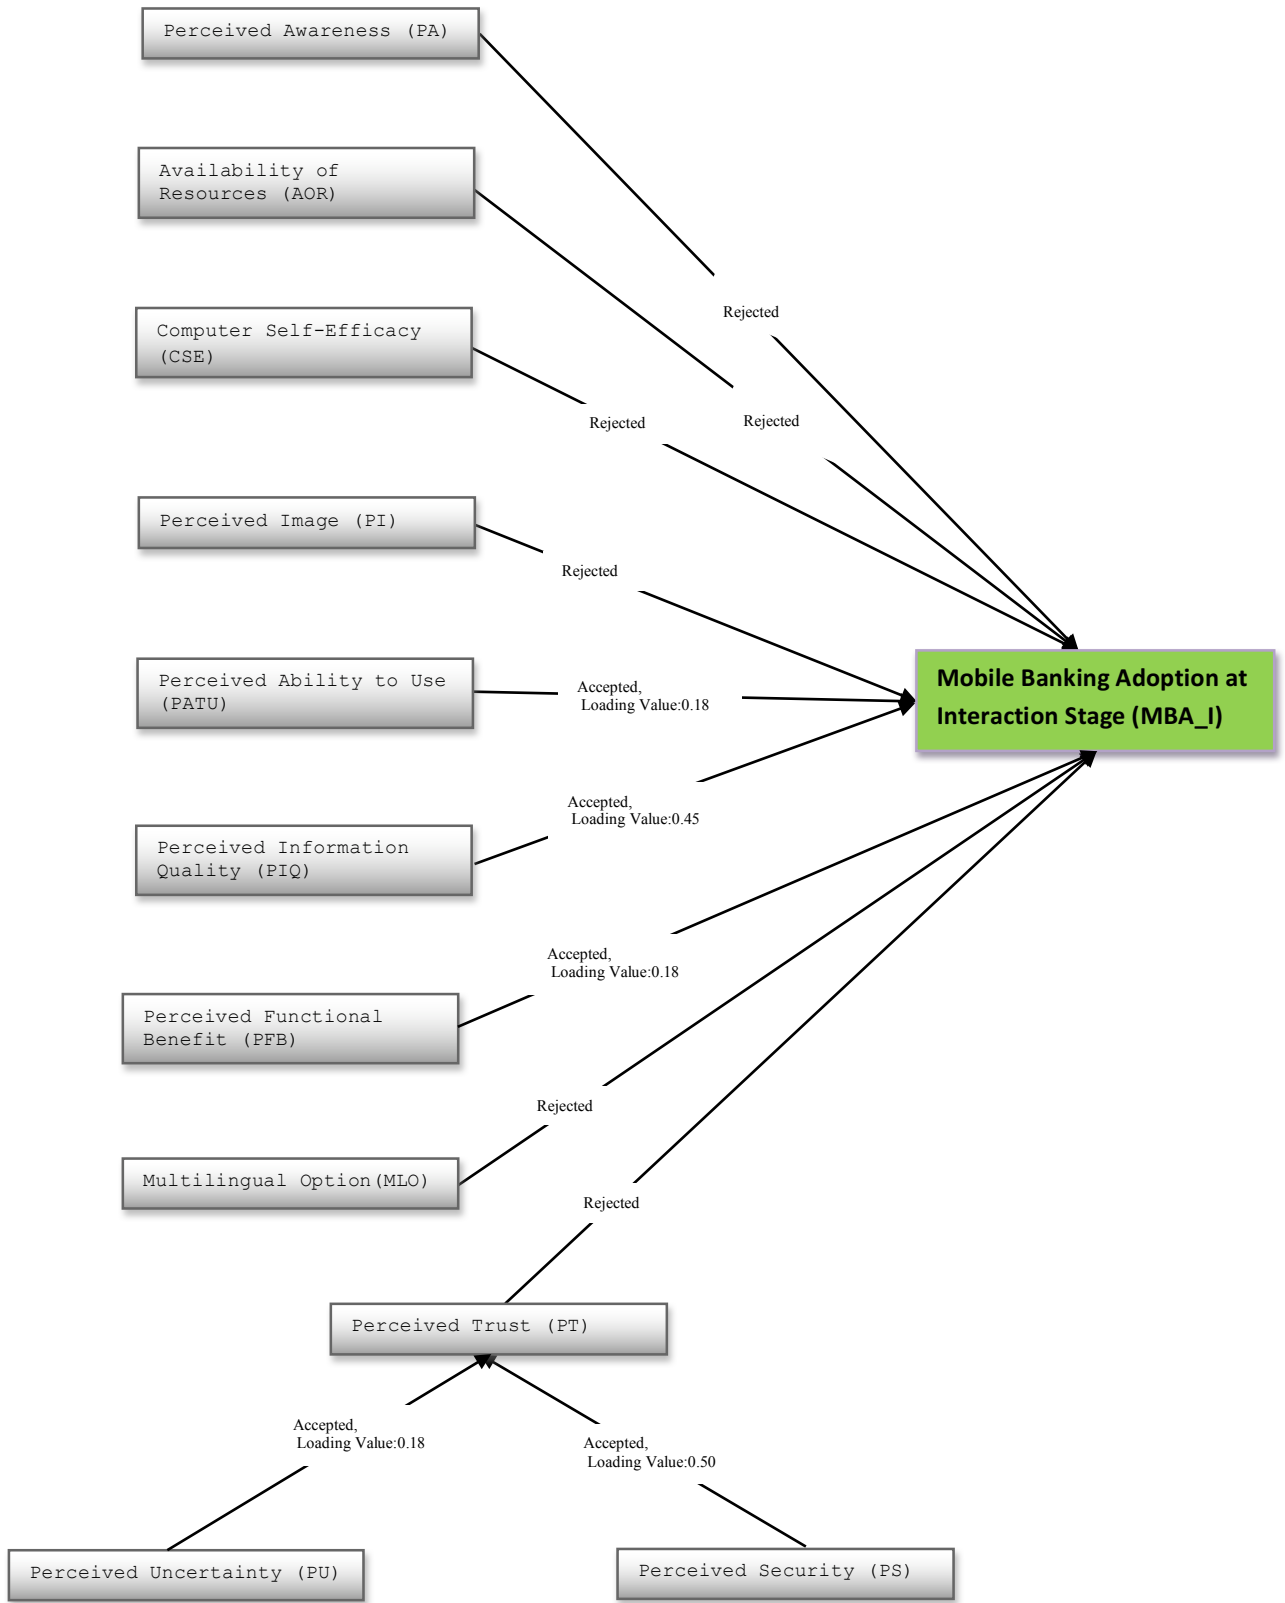 Perceived Awareness (PA)
Availability of
Resources (AOR)
Rejected
Computer Self-Efficacy
(CSE)
Rejected
Rejected
Perceived Image (PI)
Rejected
Perceived Ability to Use
(PATU)
Accepted,
Loading Value:0.18
Mobile Banking Adoption at
Interaction Stage (MBA_I)
Accepted,
Loading Value:0.45
Perceived Information
Quality (PIQ)
Accepted,
Loading Value:0.18
Perceived Functional
Benefit (PFB)
Rejected
Multilingual Option(MLO)
Rejected
Perceived Trust (PT)
Accepted,
Loading Value:0.18
Accepted,
Loading Value:0.50
Perceived Uncertainty (PU)
Perceived Security (PS)